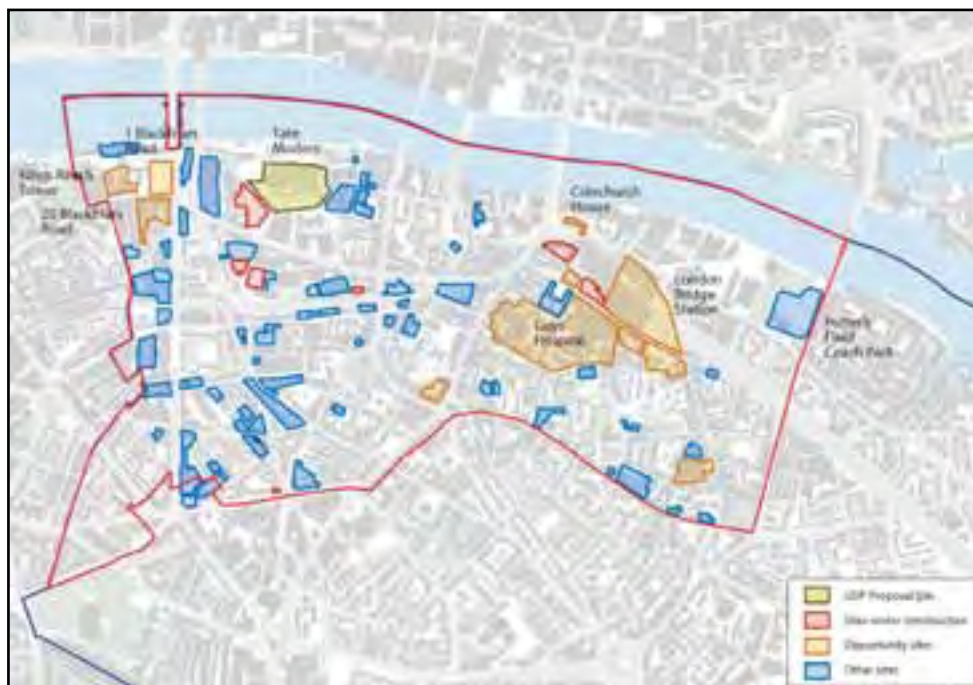 1 Blackfriars
Road
Tate
Modern
Kings Reach
Tower
20 Blackfriars
Road
Colechurch
House
London
Bridge
Station
Guys
Hospital
Potters
Field
Coach Park
UDP Proposal site
Sites under construction
Opportunity sites
Other sites